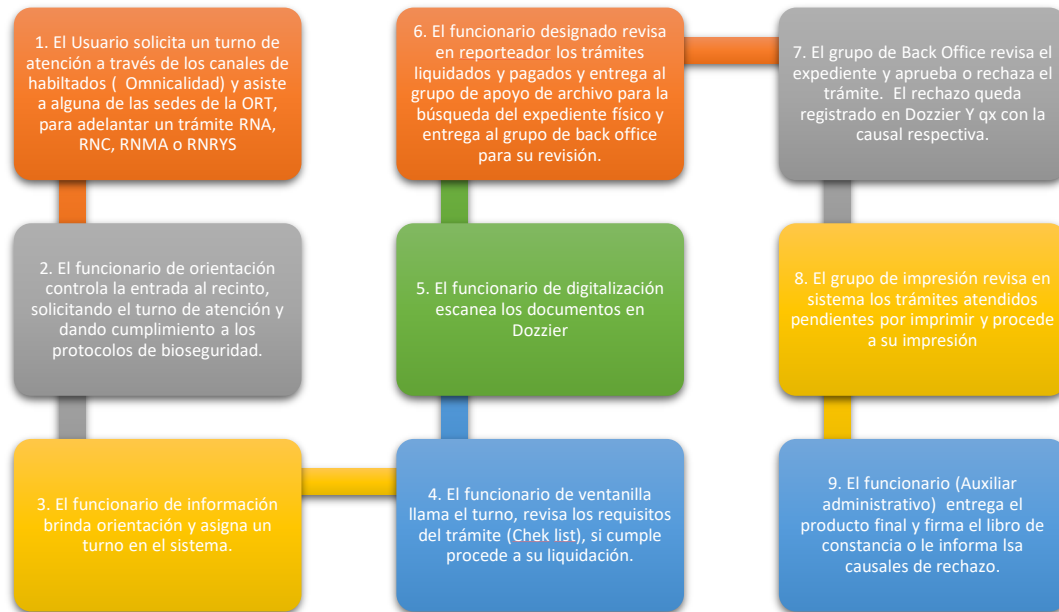 1. El Usuario solicita un turno de
atención a través de los canales de
habiltados (  Omnicalidad) y asiste
a alguna de las sedes de la ORT,
para adelantar un trámite RNA,
RNC, RNMA o RNRYS
2. El funcionario de orientación
controla la entrada al recinto,
solicitando el turno de atención y
dando cumplimiento a los
protocolos de bioseguridad.
3. El funcionario de información
brinda orientación y asigna un
turno en el sistema.
4. El funcionario de ventanilla
llama el turno, revisa los requisitos
del trámite (Chek list), si cumple
procede a su liquidación.
5. El funcionario de digitalización
escanea los documentos en
Dozzier
6. El funcionario designado revisa
en reporteador los trámites
liquidados y pagados y entrega al
grupo de apoyo de archivo para la
búsqueda del expediente físico y
entrega al grupo de back office
para su revisión.
7. El grupo de Back Office revisa el
expediente y aprueba o rechaza el
trámite.  El rechazo queda
registrado en Dozzier Y qx con la
causal respectiva.
8. El grupo de impresión revisa en
sistema los trámites atendidos
pendientes por imprimir y procede
a su impresión
9. El funcionario (Auxiliar
administrativo)  entrega el
producto final y firma el libro de
constancia o le informa lsa
causales de rechazo.